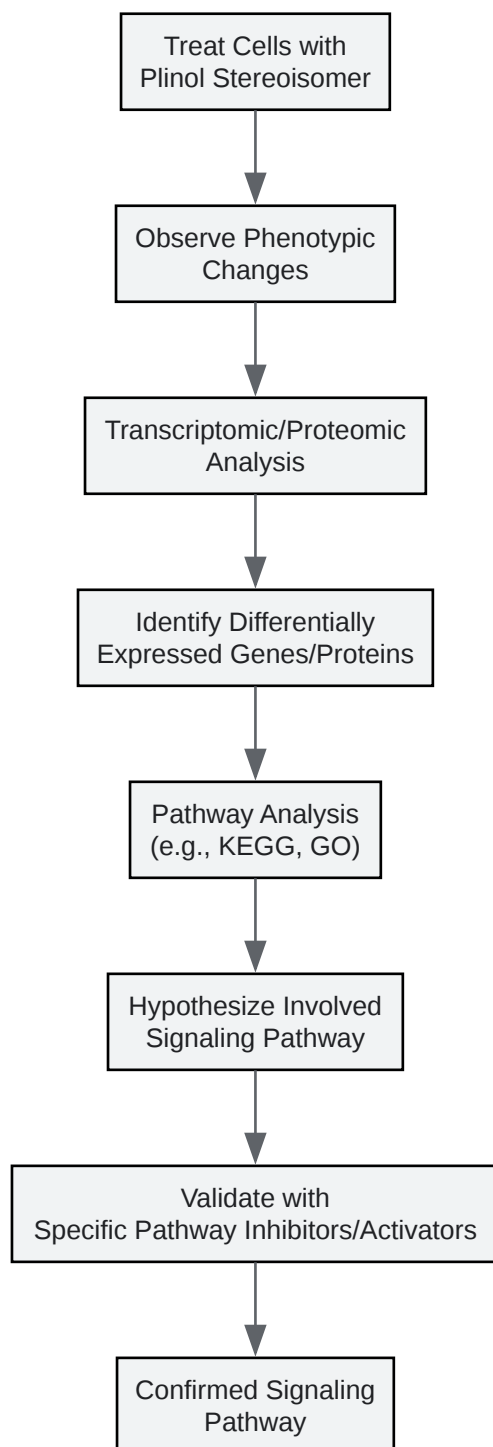 Treat Cells with
Plinol Stereoisomer
Observe Phenotypic
Changes
Transcriptomic/Proteomic
Analysis
Identify Differentially
Expressed Genes/Proteins
Pathway Analysis
(e.g., KEGG, GO)
Hypothesize Involved
Signaling Pathway
Validate with
Specific Pathway Inhibitors/Activators
Confirmed Signaling
Pathway